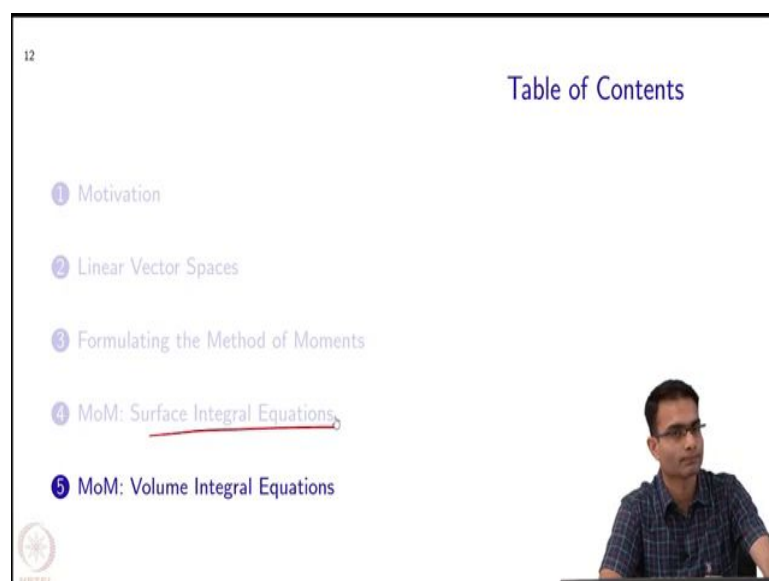 12
Table of Contents
1 Motivation
2 Linear Vector Spaces
3 Formulating the Method of Moments
4 MoM: Surface Integral Equations
5 MoM: Volume Integral Equations